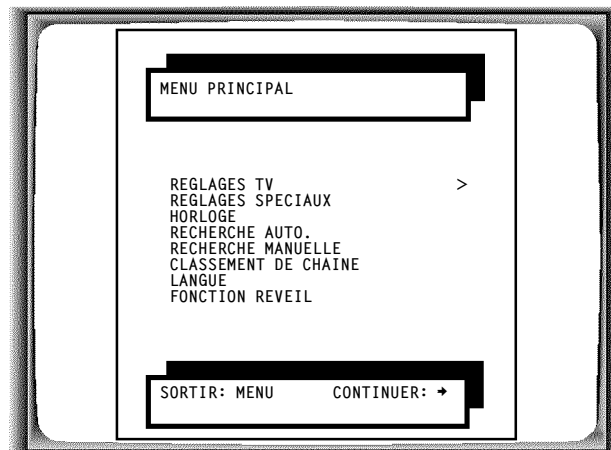 MENU PRINCIPAL
REGLAGES TV >
REGLAGES SPECIAUX
HORLOGE
RECHERCHE AUTO.
RECHERCHE MANUELLE
CLASSEMENT DE CHAINE
LANGUE
FONCTION REVEIL
SORTIR: MENU CONTINUER: ➜